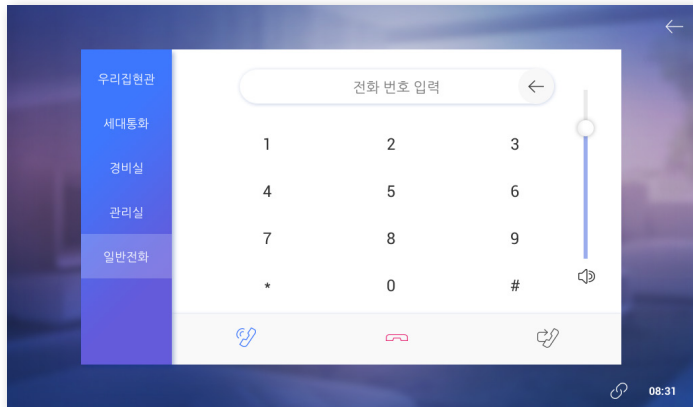 우리집현관
세대통화
경비실
관리실
일반전화
전화 번호 입력
1 2 3
4 5 6
7 8 9
* 0 #
08:31